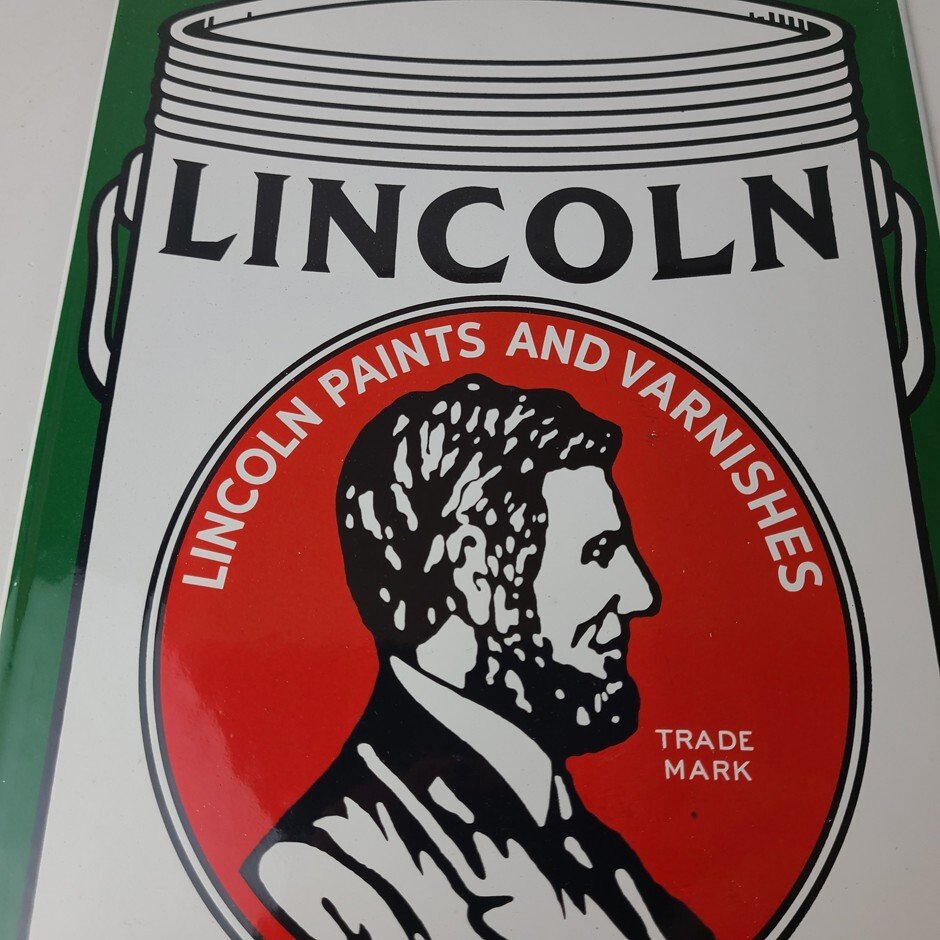 LINCOLN
LINCOLN PAINTS AND VARNISHES
TRADE
MARK